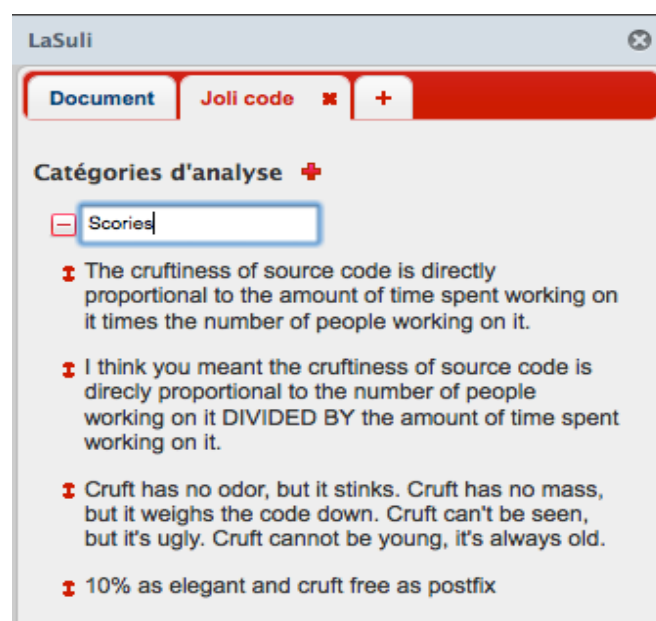 LaSuli
Document Joli code +
Catégories d'analyse
Scories
The cruftiness of source code is directly
proportional to the amount of time spent working on
it times the number of people working on it.
I think you meant the cruftiness of source code is
direcly proportional to the number of people
working on it DIVIDED BY the amount of time spent
working on it.
Cruft has no odor, but it stinks. Cruft has no mass,
but it weighs the code down. Cruft can't be seen,
but it's ugly. Cruft cannot be young, it's always old.
10% as elegant and cruft free as postfix